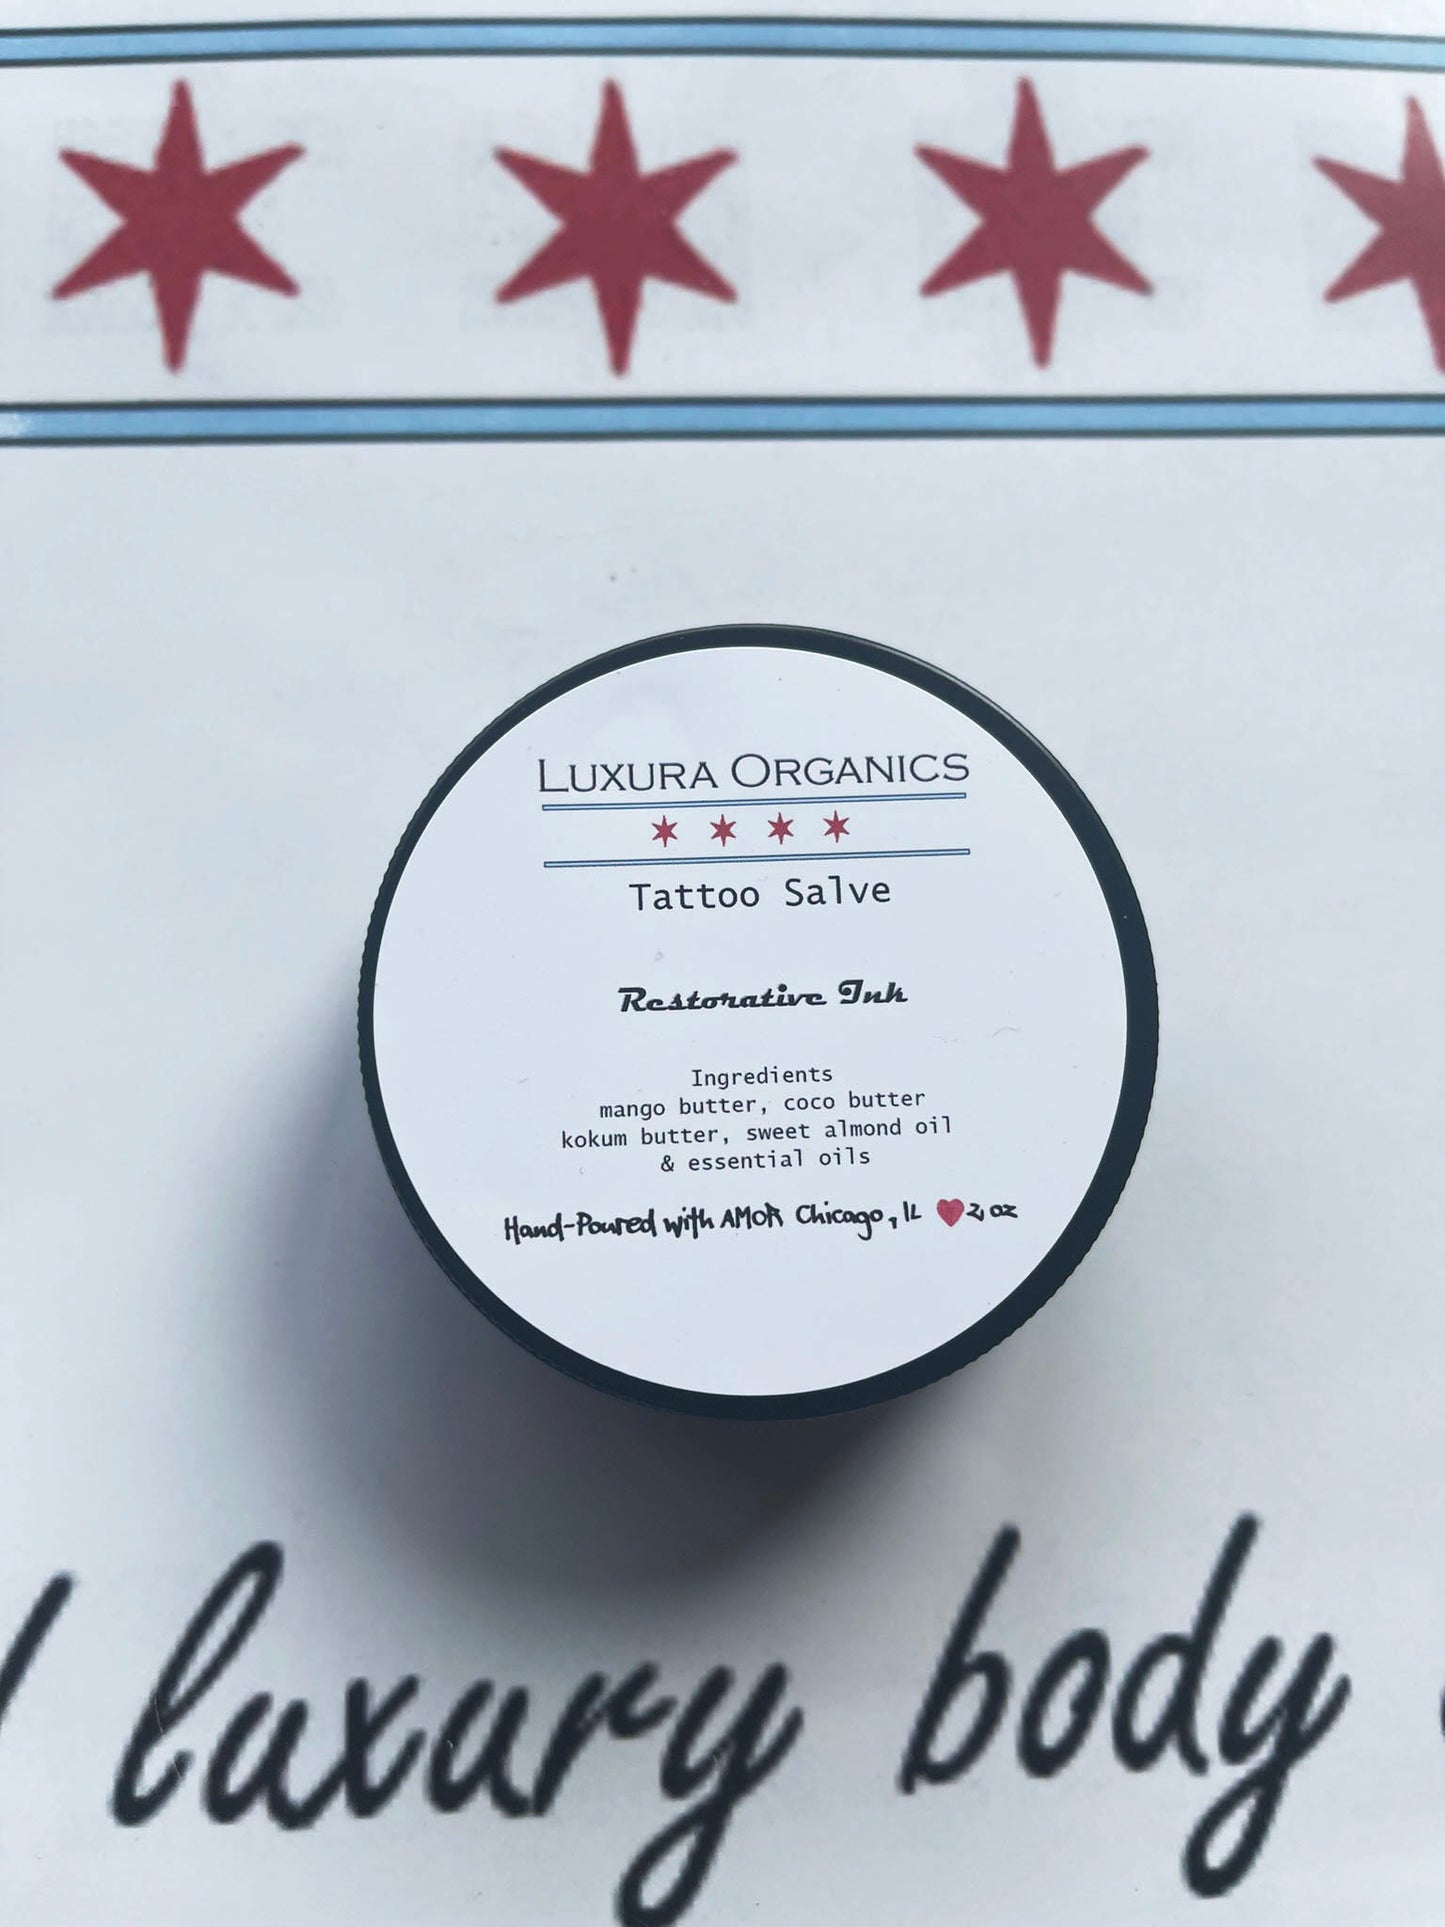 LUXURA ORGANICS
Tattoo Salve
Restorative Ink
Ingredients
mango butter, coco butter
kokum butter, sweet almond oil
& essential oils
Hand-Poured with AMOR Chicago, IL ❤️2 oz
luxury body